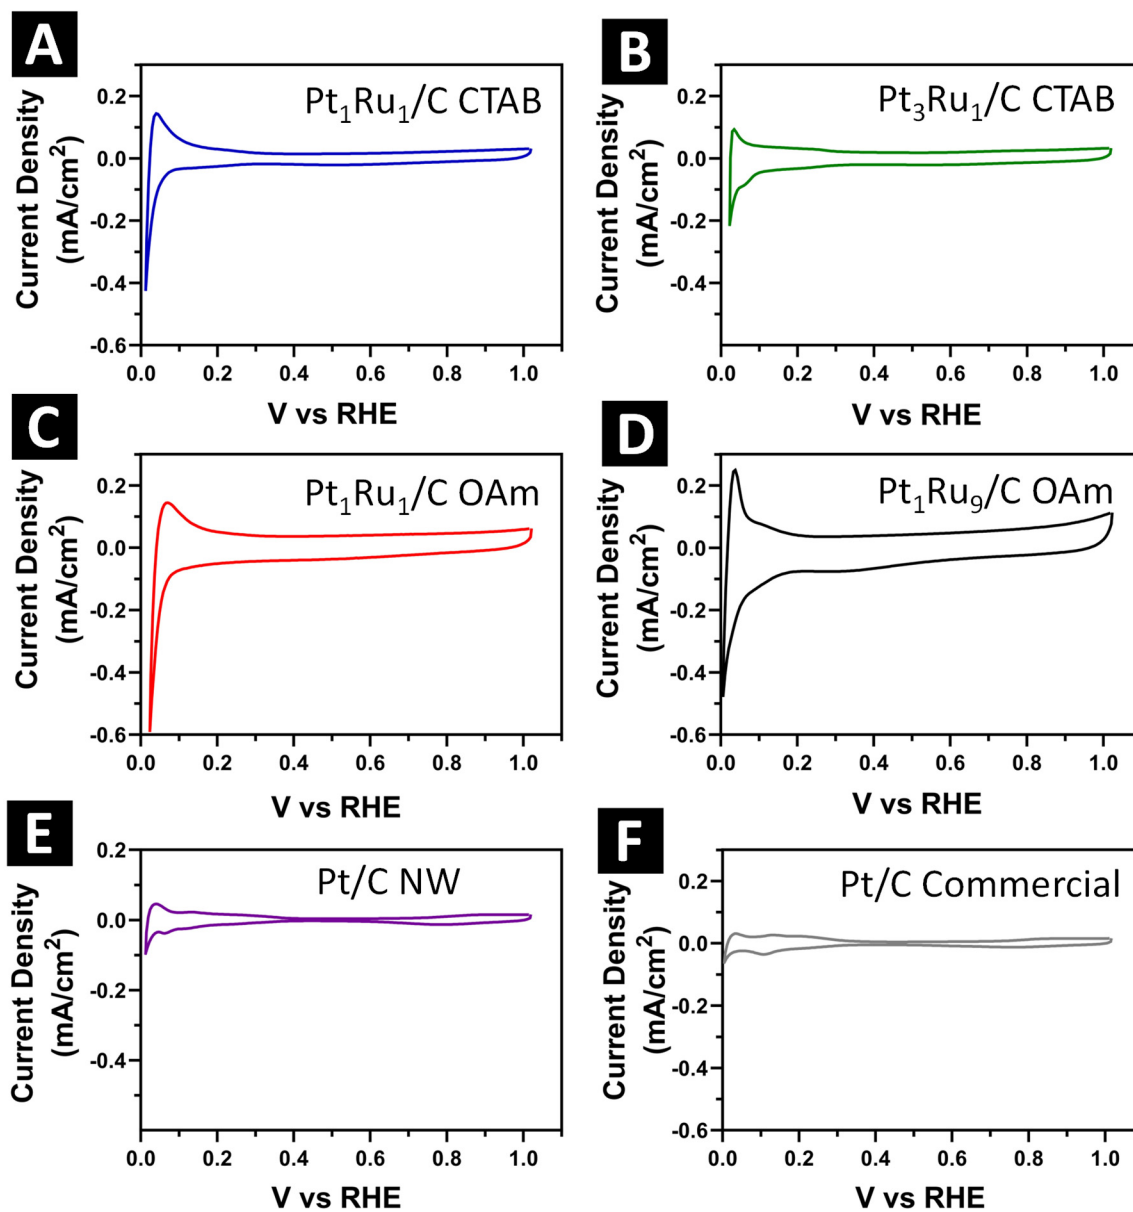 A
Pt₁Ru₁/C CTAB
Current Density
(mA/cm²)
0.2
0.0
-0.2
-0.4
-0.6
0.0 0.2 0.4 0.6 0.8 1.0
V vs RHE
B
Pt₃Ru₁/C CTAB
Current Density
(mA/cm²)
0.2
0.0
-0.2
-0.4
-0.6
0.0 0.2 0.4 0.6 0.8 1.0
V vs RHE
C
Pt₁Ru₁/C OAm
Current Density
(mA/cm²)
0.2
0.0
-0.2
-0.4
-0.6
0.0 0.2 0.4 0.6 0.8 1.0
V vs RHE
D
Pt₁Ru₉/C OAm
Current Density
(mA/cm²)
0.2
0.0
-0.2
-0.4
-0.6
0.0 0.2 0.4 0.6 0.8 1.0
V vs RHE
E
Pt/C NW
Current Density
(mA/cm²)
0.2
0.0
-0.2
-0.4
0.0 0.2 0.4 0.6 0.8 1.0
V vs RHE
F
Pt/C Commercial
Current Density
(mA/cm²)
0.2
0.0
-0.2
-0.4
-0.6
0.0 0.2 0.4 0.6 0.8 1.0
V vs RHE